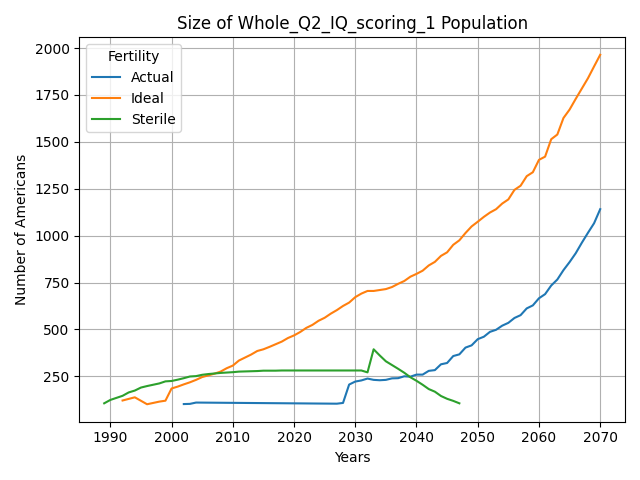 Size of Whole_Q2_IQ_scoring_1 Population
Fertility
Actual
Ideal
Sterile
Number of Americans
2000
1750
1500
1250
1000
750
500
250
1990 2000 2010 2020 2030 2040 2050 2060 2070
Years